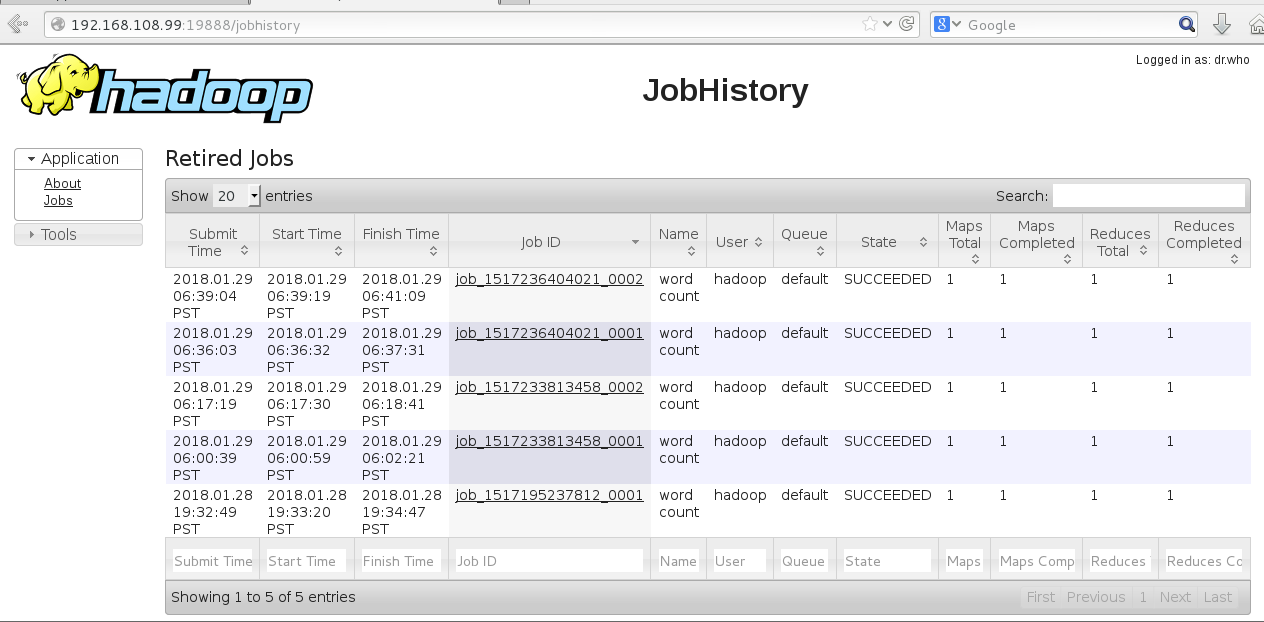 192.168.108.99:19888/jobhistory
8 Google
Logged in as: dr.who
hadoop
JobHistory
Application
About
Jobs
Tools
Retired Jobs
Show 20 entries Search:
Submit Time Start Time Finish Time Job ID Name User Queue State Maps Total Maps Completed Reduces Total Reduces Completed
2018.01.29 2018.01.29 2018.01.29 job_1517236404021_0002 word hadoop default SUCCEEDED 1 1 1 1
06:39:04 06:39:19 06:41:09 count
PST PST PST
2018.01.29 2018.01.29 2018.01.29 job_1517236404021_0001 word hadoop default SUCCEEDED 1 1 1 1
06:36:03 06:36:32 06:37:31 count
PST PST PST
2018.01.29 2018.01.29 2018.01.29 job_1517233813458_0002 word hadoop default SUCCEEDED 1 1 1 1
06:17:19 06:17:30 06:18:41 count
PST PST PST
2018.01.29 2018.01.29 2018.01.29 job_1517233813458_0001 word hadoop default SUCCEEDED 1 1 1 1
06:00:39 06:00:59 06:02:21 count
PST PST PST
2018.01.28 2018.01.28 2018.01.28 job_1517195237812_0001 word hadoop default SUCCEEDED 1 1 1 1
19:32:49 19:33:20 19:34:47 count
PST PST PST
Submit Time Start Time Finish Time Job ID Name User Queue State Maps Maps Comp Reduces Reduces Co
Showing 1 to 5 of 5 entries First Previous 1 Next Last